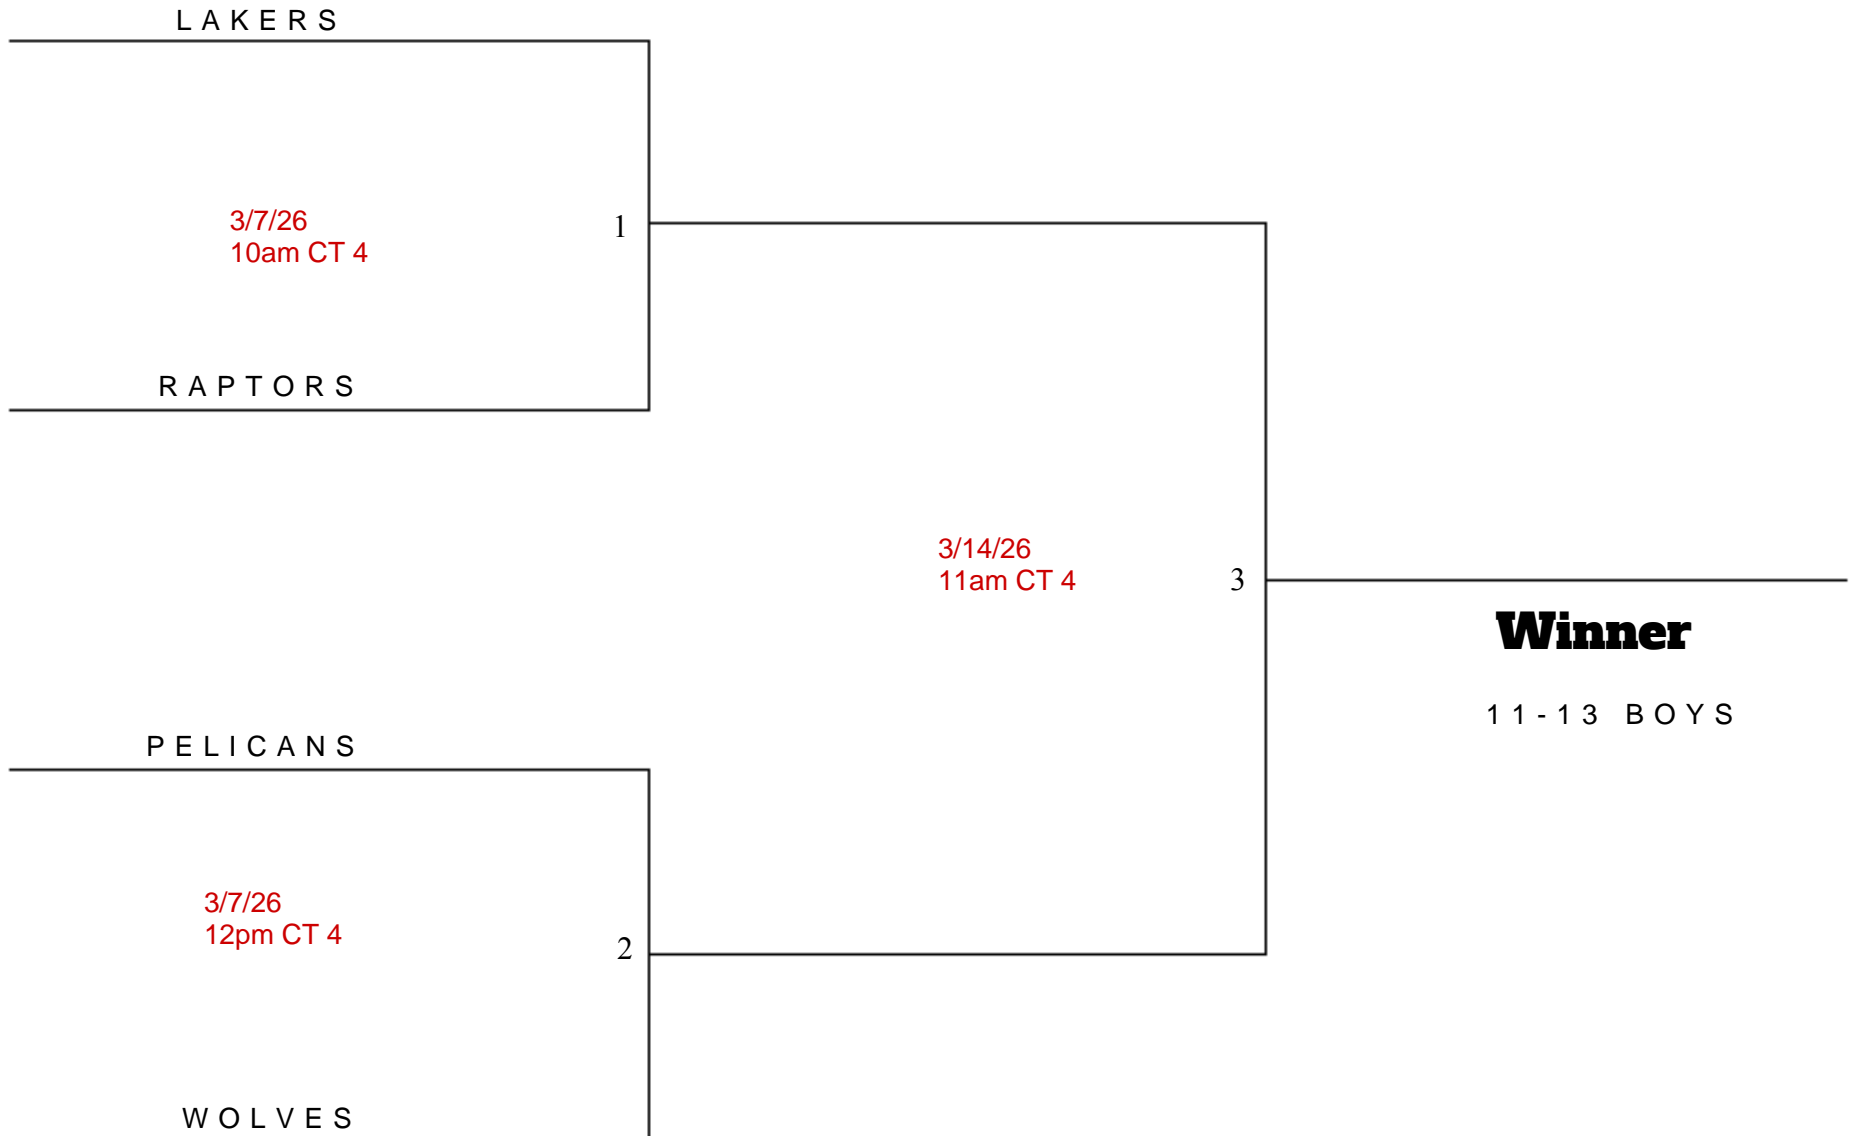 LAKERS
3/7/26
10am CT 4
1
RAPTORS
3/14/26
11am CT 4
3
Winner
11-13 BOYS
PELICANS
3/7/26
12pm CT 4
2
WOLVES